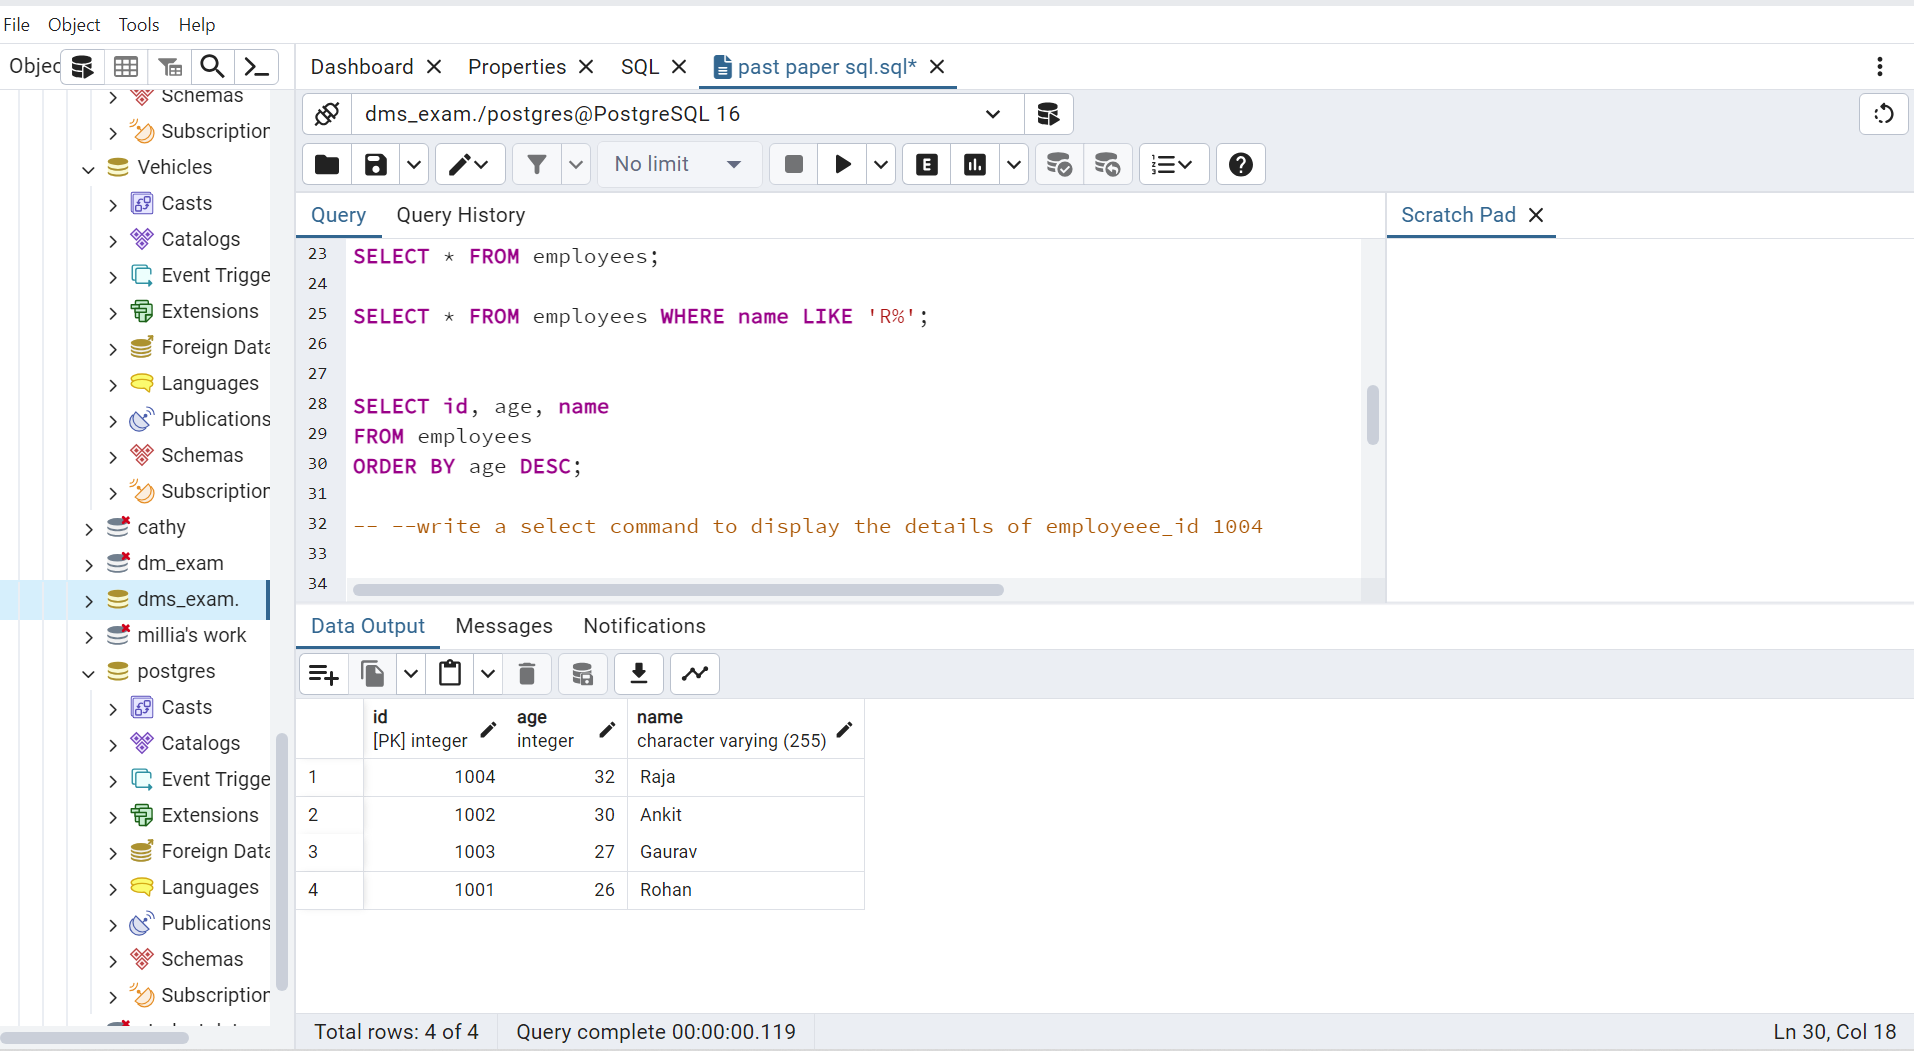 File Object Tools Help
Objec
Dashboard Properties SQL past paper sql.sql*
dms_exam./postgres@PostgreSQL 16
No limit
E
Query Query History
Scratch Pad
Schemas
Subscription
Vehicles
Casts
Catalogs
Event Trigge
Extensions
Foreign Data
Languages
Publications
Schemas
Subscription
cathy
dm_exam
dms_exam.
millia's work
postgres
Casts
Catalogs
Event Trigge
Extensions
Foreign Data
Languages
Publications
Schemas
Subscription
23 SELECT * FROM employees;
24
25 SELECT * FROM employees WHERE name LIKE 'R%';
26
27
28 SELECT id, age, name
29 FROM employees
30 ORDER BY age DESC;
31
32 -- --write a select command to display the details of employeee_id 1004
33
34
Data Output Messages Notifications
id age name
[PK] integer integer character varying (255)
1 1004 32 Raja
2 1002 30 Ankit
3 1003 27 Gaurav
4 1001 26 Rohan
Total rows: 4 of 4 Query complete 00:00:00.119 Ln 30, Col 18